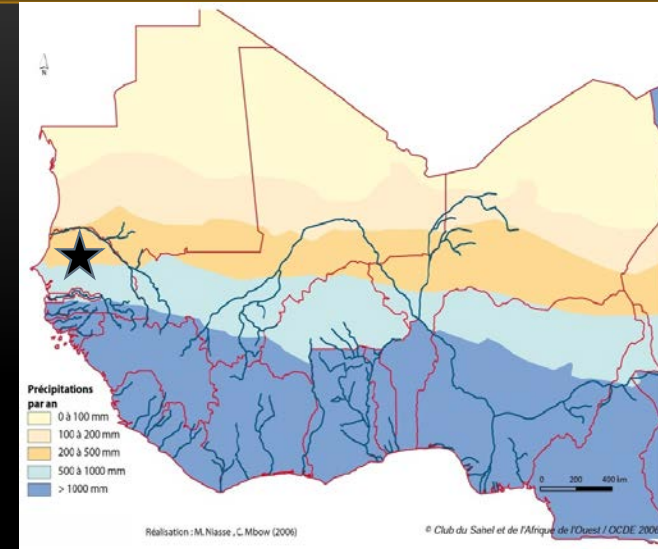 N
Précipitations
par an
0 à 100 mm
100 à 200 mm
200 à 500 mm
500 à 1000 mm
> 1000 mm
0 200 400 km
Réalisation : M. Niasse , C. Mbow (2006)
© Club du Sahel et de l'Afrique de l'Ouest / OCDE 2006